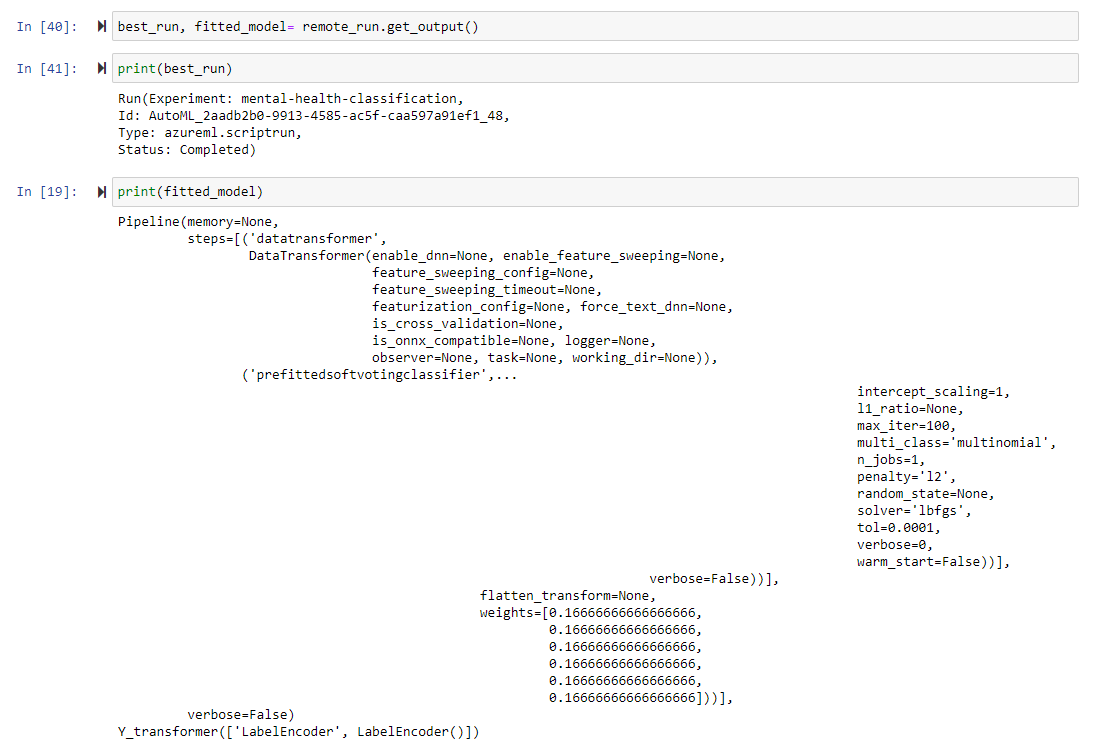 In [40]: best_run, fitted_model= remote_run.get_output()
In [41]: print(best_run)
Run(Experiment: mental-health-classification,
Id: AutoML_2aadb2b0-9913-4585-ac5f-caa597a91ef1_48,
Type: azureml.scriptrun,
Status: Completed)
In [19]: print(fitted_model)
Pipeline(memory=None,
steps=[('datatransformer',
DataTransformer(enable_dnn=None, enable_feature_sweeping=None,
feature_sweeping_config=None,
feature_sweeping_timeout=None,
featurization_config=None, force_text_dnn=None,
is_cross_validation=None,
is_onnx_compatible=None, logger=None,
observer=None, task=None, working_dir=None)),
('prefittedsoftvotingclassifier',...
intercept_scaling=1,
l1_ratio=None,
max_iter=100,
multi_class='multinomial',
n_jobs=1,
penalty='l2',
random_state=None,
solver='lbfgs',
tol=0.0001,
verbose=0,
warm_start=False))],
verbose=False))],
flatten_transform=None,
weights=[0.16666666666666666,
0.16666666666666666,
0.16666666666666666,
0.16666666666666666,
0.16666666666666666,
0.16666666666666666]))],
verbose=False)
Y_transformer(['LabelEncoder', LabelEncoder()])